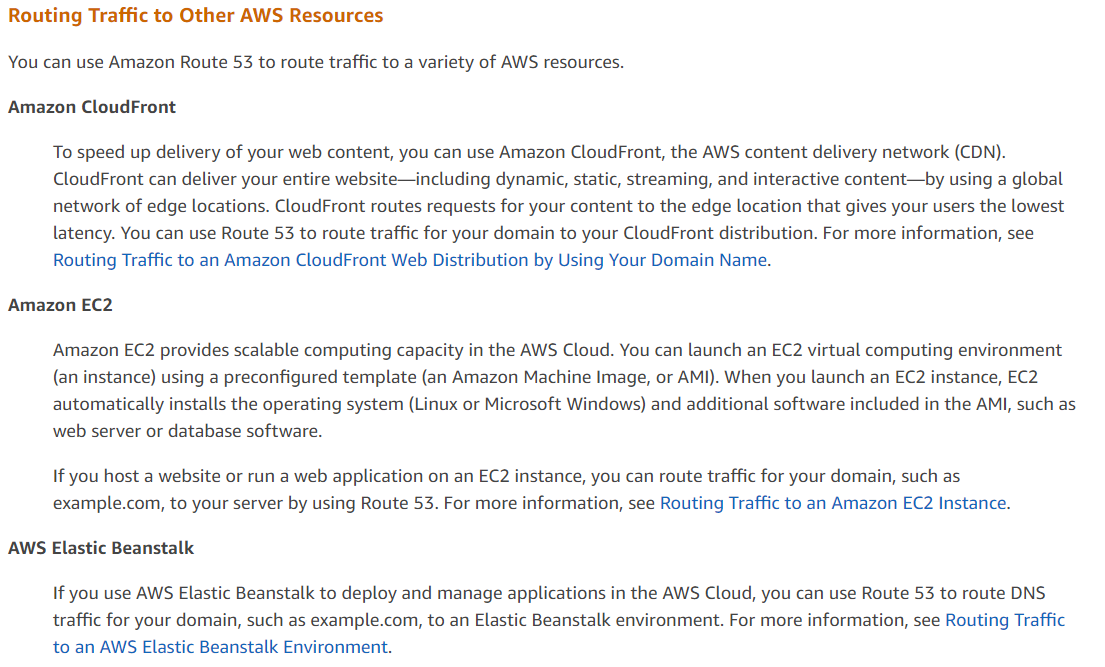 Routing Traffic to Other AWS Resources
You can use Amazon Route 53 to route traffic to a variety of AWS resources.
Amazon CloudFront
To speed up delivery of your web content, you can use Amazon CloudFront, the AWS content delivery network (CDN).
CloudFront can deliver your entire website—including dynamic, static, streaming, and interactive content—by using a global
network of edge locations. CloudFront routes requests for your content to the edge location that gives your users the lowest
latency. You can use Route 53 to route traffic for your domain to your CloudFront distribution. For more information, see
Routing Traffic to an Amazon CloudFront Web Distribution by Using Your Domain Name.
Amazon EC2
Amazon EC2 provides scalable computing capacity in the AWS Cloud. You can launch an EC2 virtual computing environment
(an instance) using a preconfigured template (an Amazon Machine Image, or AMI). When you launch an EC2 instance, EC2
automatically installs the operating system (Linux or Microsoft Windows) and additional software included in the AMI, such as
web server or database software.
If you host a website or run a web application on an EC2 instance, you can route traffic for your domain, such as
example.com, to your server by using Route 53. For more information, see Routing Traffic to an Amazon EC2 Instance.
AWS Elastic Beanstalk
If you use AWS Elastic Beanstalk to deploy and manage applications in the AWS Cloud, you can use Route 53 to route DNS
traffic for your domain, such as example.com, to an Elastic Beanstalk environment. For more information, see Routing Traffic
to an AWS Elastic Beanstalk Environment.